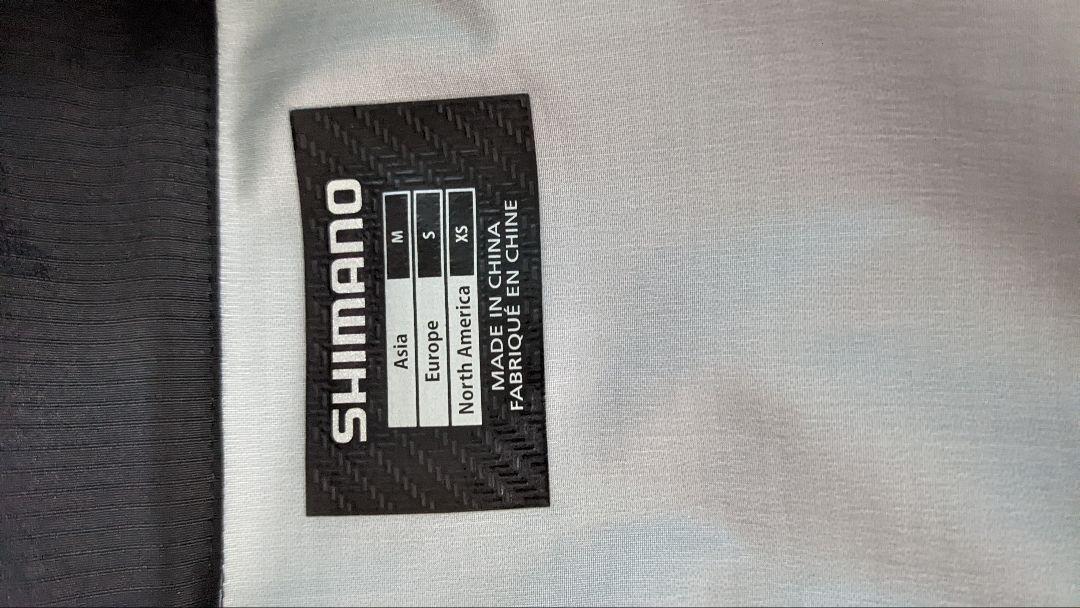 SHIMANO
Asia M
Europe S
North America XS
MADE IN CHINA
FABRIQUÉ EN CHINE